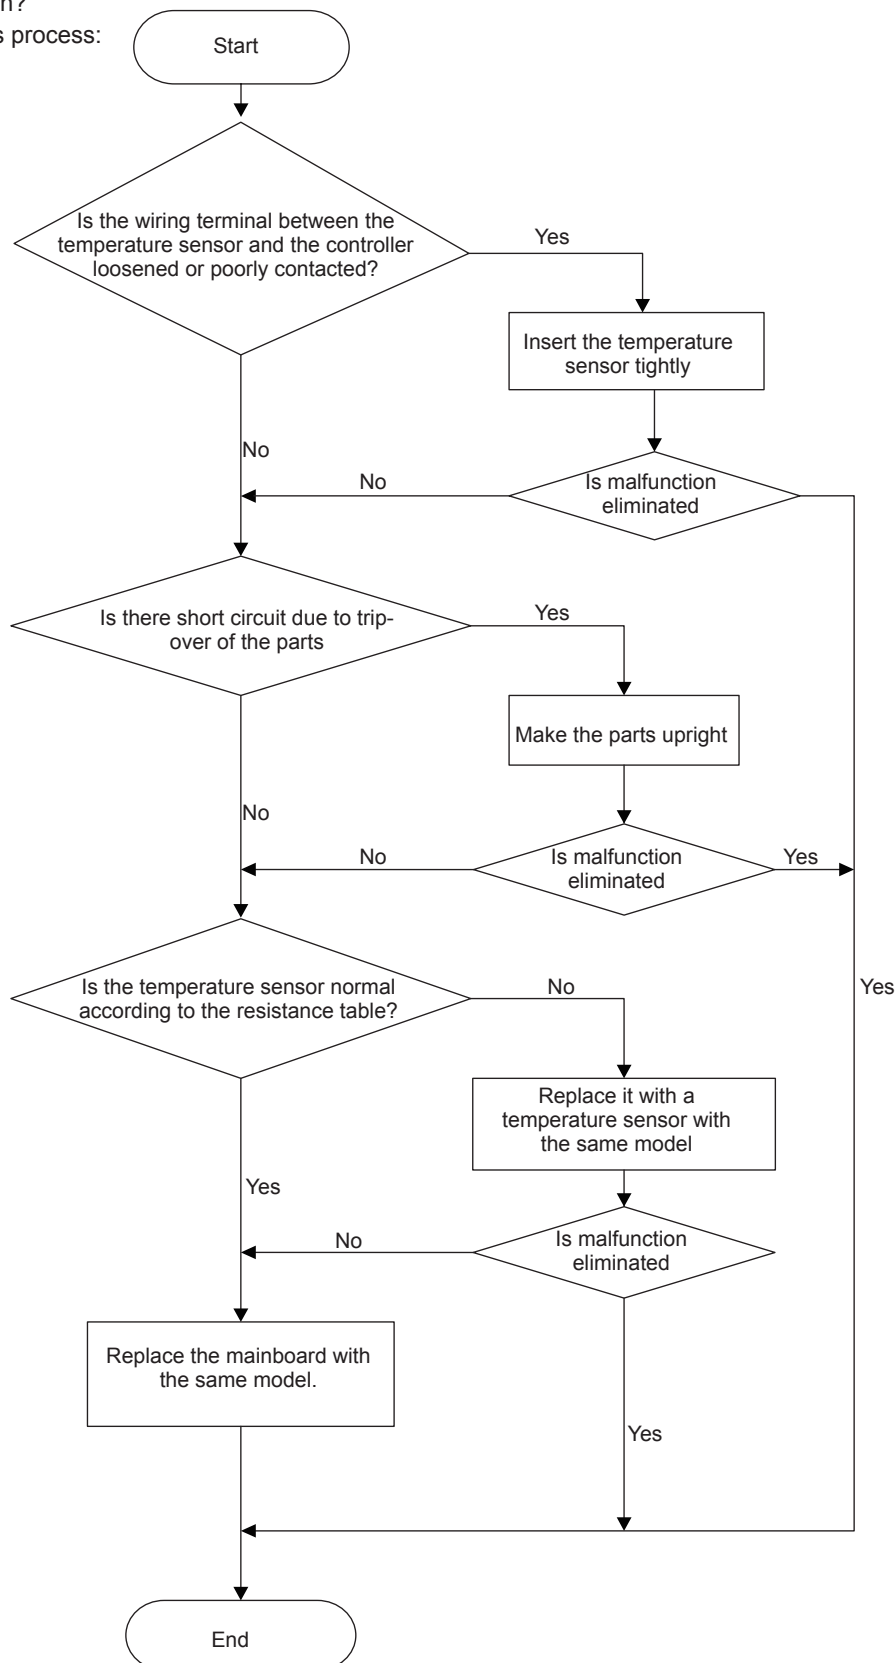 s process:
Start
Is the wiring terminal between the
temperature sensor and the controller
loosened or poorly contacted?
Yes
Insert the temperature
sensor tightly
No
No
Is malfunction
eliminated
Is there short circuit due to trip-
over of the parts
Yes
Make the parts upright
No
No
Is malfunction
eliminated
Yes
Is the temperature sensor normal
according to the resistance table?
No
Yes
Replace it with a
temperature sensor with
the same model
Yes
No
Is malfunction
eliminated
Replace the mainboard with
the same model.
Yes
End